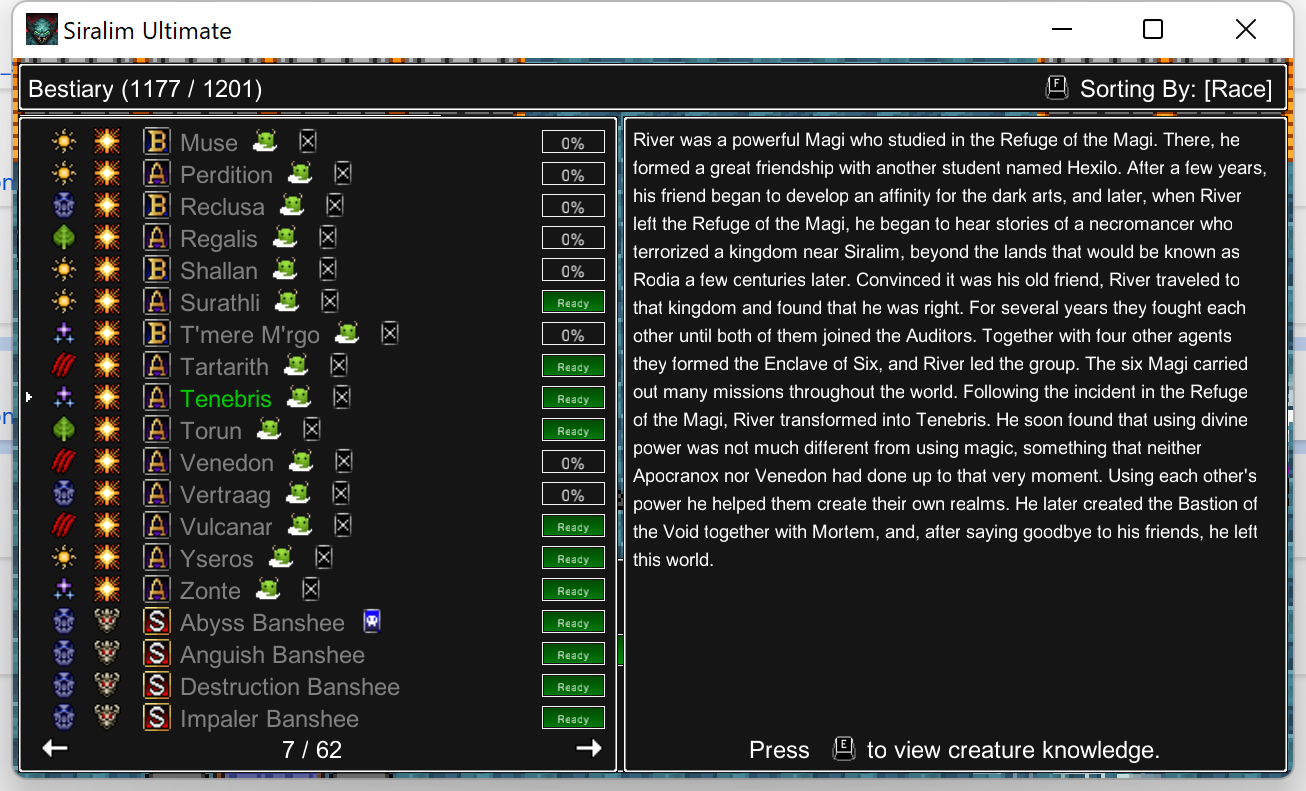 Siralim Ultimate
Bestiary (1177 / 1201)
F Sorting By: [Race]
B Muse 0%
A Perdition 0%
B Reclusa 0%
A Regalis 0%
B Shallan 0%
A Surathli Ready
B T'mere M'rgo 0%
A Tartarith Ready
A Tenebris Ready
A Torun Ready
A Venedon 0%
A Vertraag 0%
A Vulcanar Ready
A Yseros Ready
A Zonte Ready
S Abyss Banshee Ready
S Anguish Banshee Ready
S Destruction Banshee Ready
S Impaler Banshee Ready
7 / 62
River was a powerful Magi who studied in the Refuge of the Magi. There, he
formed a great friendship with another student named Hexilo. After a few years,
his friend began to develop an affinity for the dark arts, and later, when River
left the Refuge of the Magi, he began to hear stories of a necromancer who
terrorized a kingdom near Siralim, beyond the lands that would be known as
Rodia a few centuries later. Convinced it was his old friend, River traveled to
that kingdom and found that he was right. For several years they fought each
other until both of them joined the Auditors. Together with four other agents
they formed the Enclave of Six, and River led the group. The six Magi carried
out many missions throughout the world. Following the incident in the Refuge
of the Magi, River transformed into Tenebris. He soon found that using divine
power was not much different from using magic, something that neither
Apocranox nor Venedon had done up to that very moment. Using each other's
power he helped them create their own realms. He later created the Bastion of
the Void together with Mortem, and, after saying goodbye to his friends, he left
this world.
Press E to view creature knowledge.